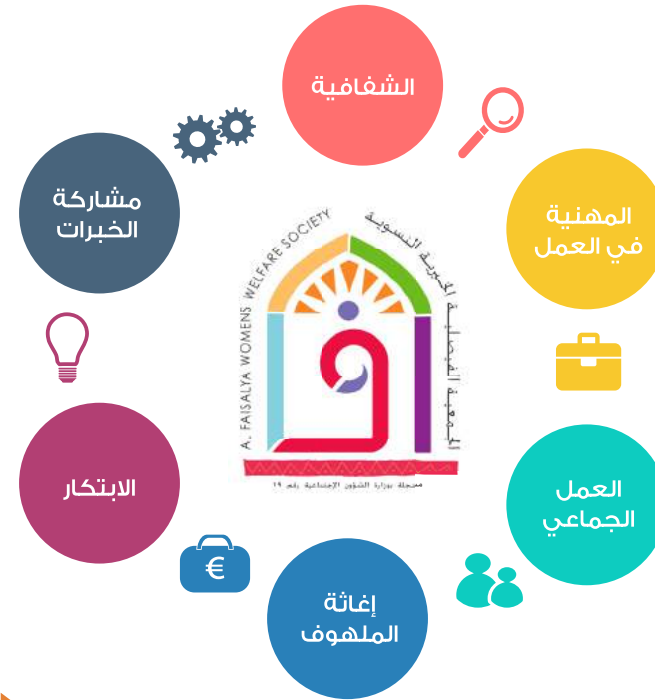 الشفافية
المهنية
في العمل
العمل
الجماعي
إغاثة
الملهوف
الابتكار
مشاركة
الخبرات
A. FAISALYA WOMENS WELFARE SOCIETY
الجمعية الفيصلية الخيرية النسوية
مسجلة بوزارة الشؤون الإجتماعية رقم ١٩
€